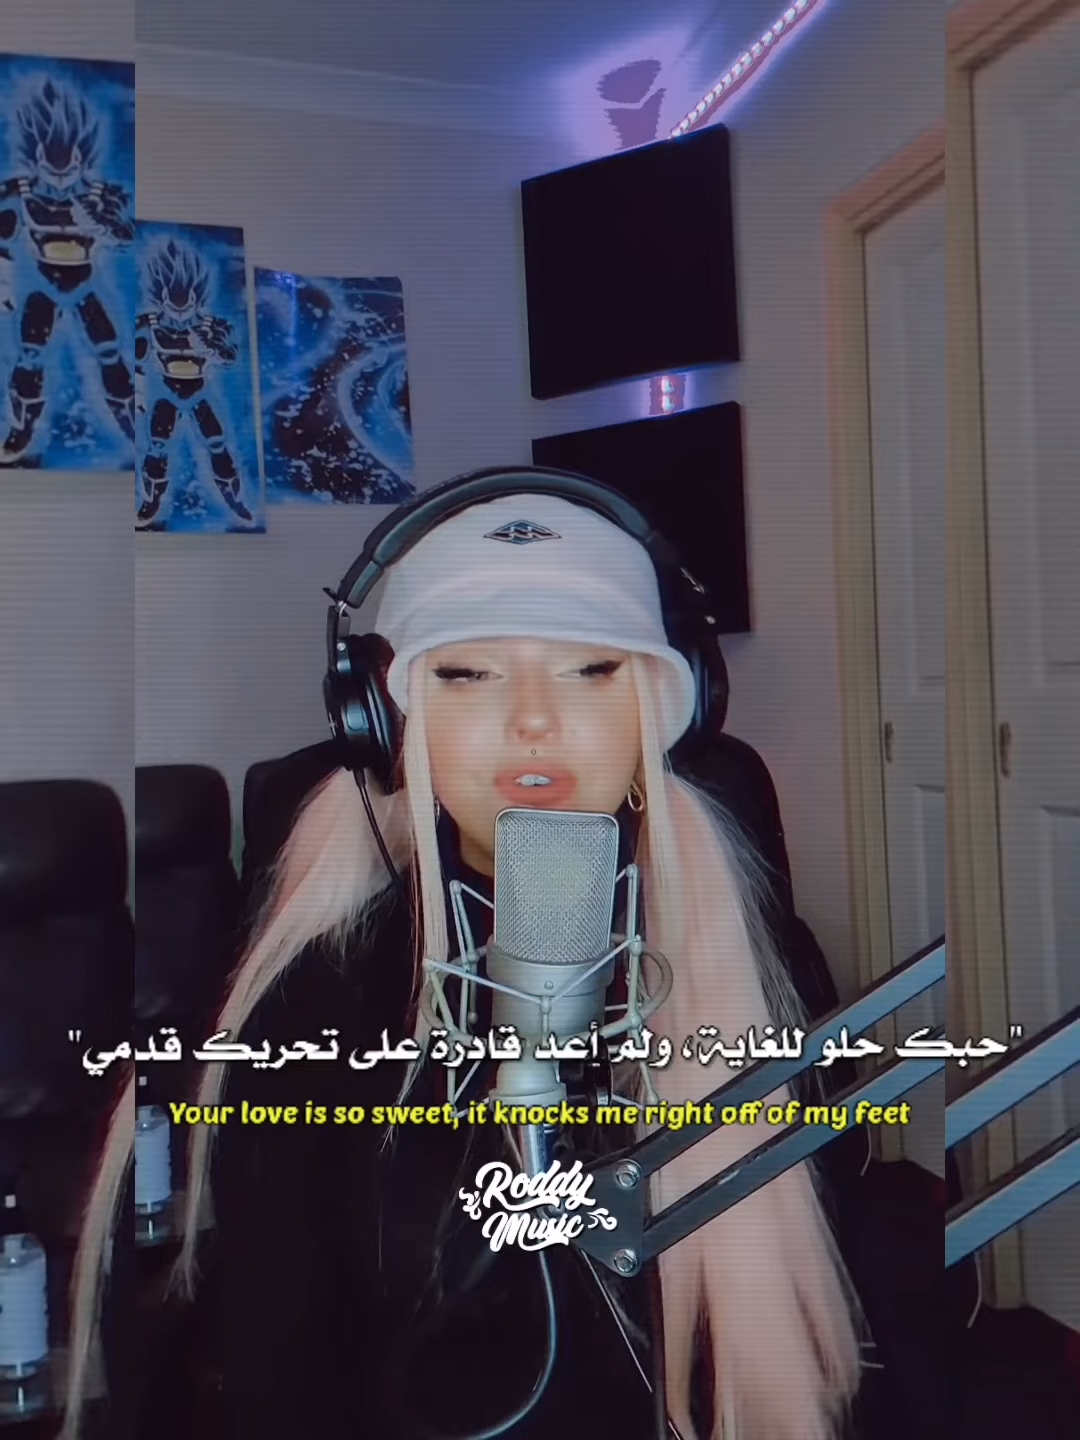 "حبك حلو للغاية، ولم أعد قادرة على تحريك قدمي"
Your love is so sweet, it knocks me right off of my feet
Roddy
Music